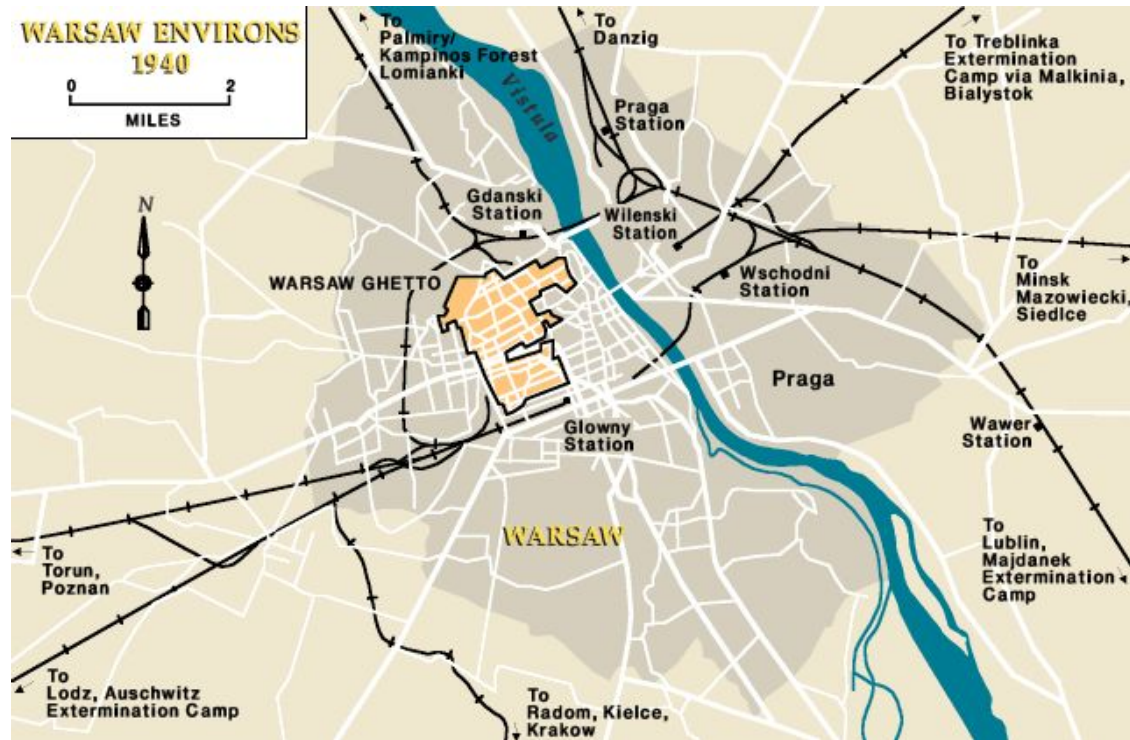 WARSAW ENVIRONS
1940
0 2
MILES
To
Palmiry/
Kampinos Forest
Lomianki
To
Danzig
To Treblinka
Extermination
Camp via Malkinia,
Bialystok
Vistula
Praga
Station
N
Gdanski
Station
Wilenski
Station
WARSAW GHETTO
Wschodni
Station
To
Minsk
Mazowiecki,
Siedlce
Praga
Glowny
Station
Wawer
Station
WARSAW
To
Torun,
Poznan
To
Lublin,
Majdanek
Extermination
Camp
To
Lodz, Auschwitz
Extermination Camp
To
Radom, Kielce,
Krakow